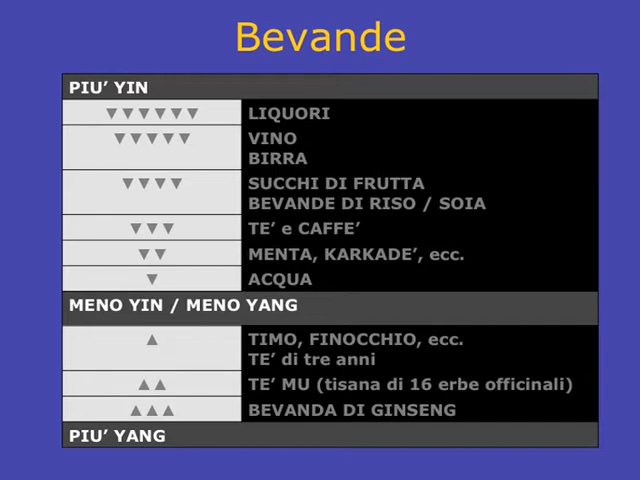 Bevande
PIU' YIN
▼▼▼▼▼▼ LIQUORI
▼▼▼▼▼ VINO
BIRRA
▼▼▼▼ SUCCHI DI FRUTTA
BEVANDE DI RISO / SOIA
▼▼▼ TE' e CAFFE'
▼▼ MENTA, KARKADE', ecc.
▼ ACQUA
MENO YIN / MENO YANG
▲ TIMO, FINOCCHIO, ecc.
TE' di tre anni
▲▲ TE' MU (tisana di 16 erbe officinali)
▲▲▲ BEVANDA DI GINSENG
PIU' YANG